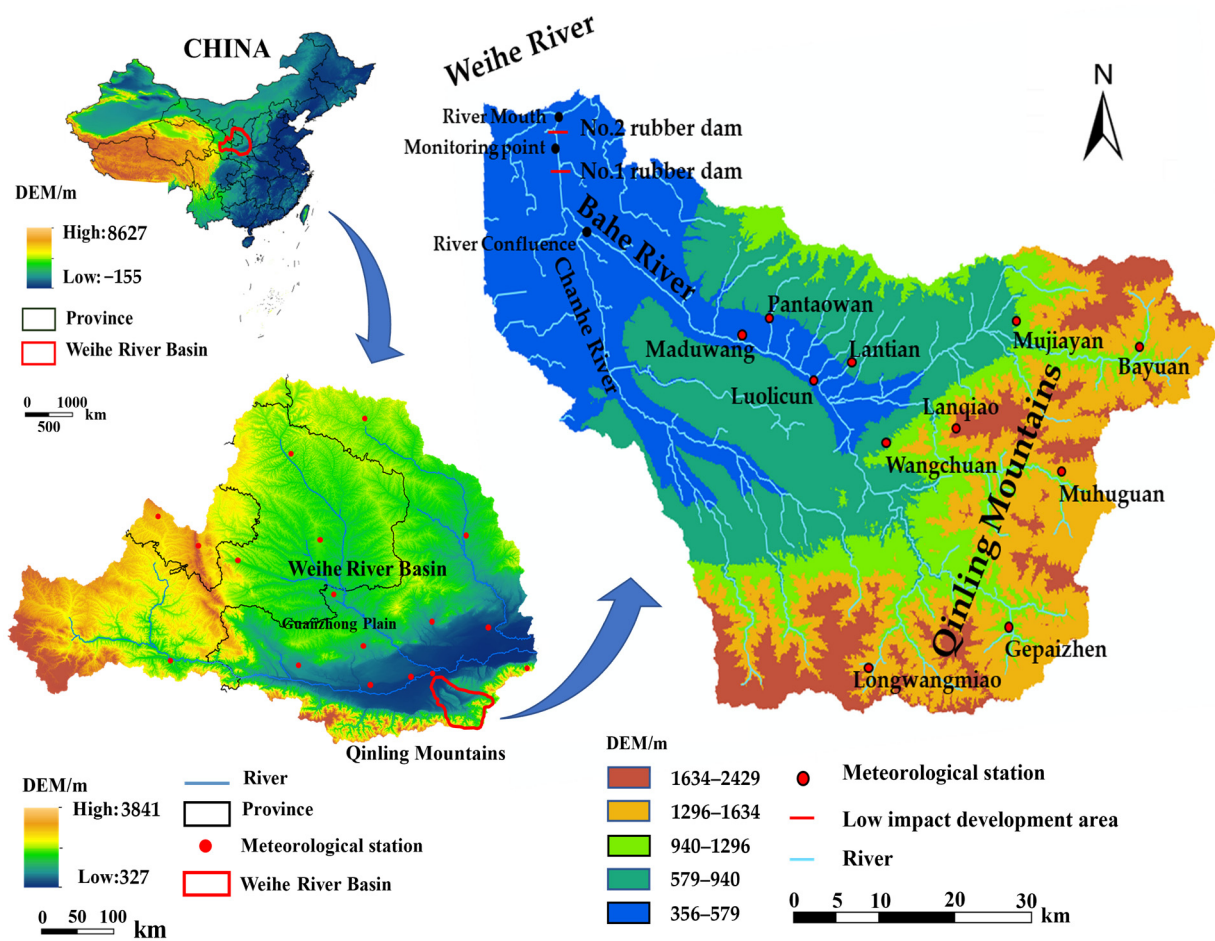 CHINA
DEM/m
High:8627
Low: −155
Province
Weihe River Basin
0 1000 km
500
Weihe River
River Mouth
No.2 rubber dam
Monitoring point
No.1 rubber dam
Bahe River
River Confluence
Chanhe River
Pantaowan
Maduwang
Lantian
Luolicun
Mujiayan
Bayuan
Lanqiao
Wangchuan
Muhuguan
Qinling Mountains
Gepaizhen
Longwangmiao
N
Weihe River Basin
Guanzhong Plain
Qinling Mountains
DEM/m
High:3841
Low:327
River
Province
Meteorological station
Weihe River Basin
0 50 100 km
DEM/m
1634–2429
1296–1634
940–1296
579–940
356–579
Meteorological station
Low impact development area
River
0 5 10 20 30 km